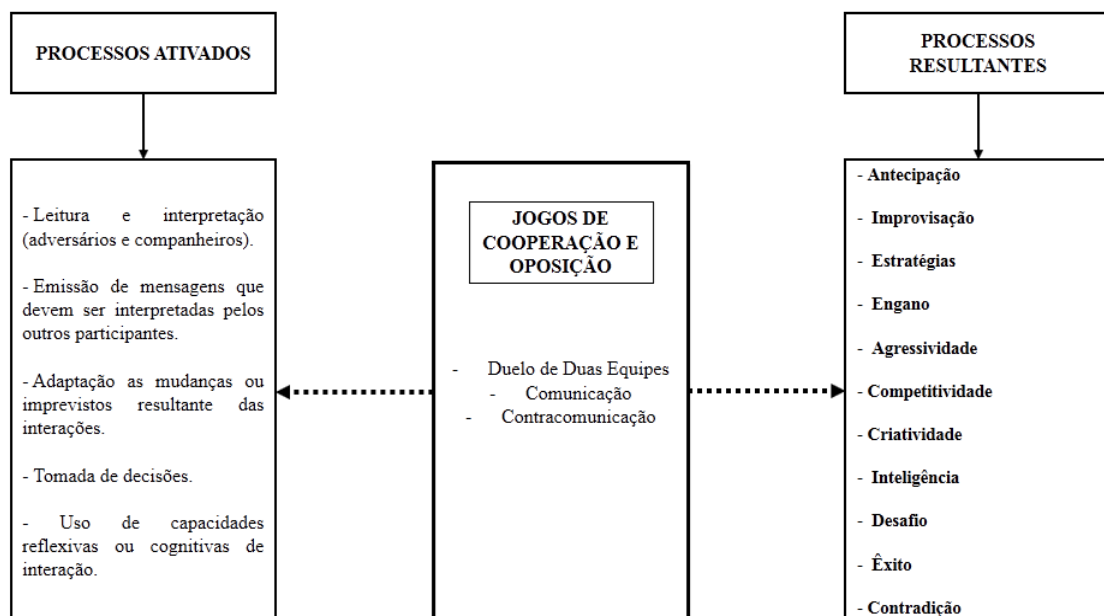 PROCESSOS ATIVADOS
- Leitura e interpretação
(adversários e companheiros).
- Emissão de mensagens que
devem ser interpretadas pelos
outros participantes.
- Adaptação as mudanças ou
imprevistos resultante das
interações.
- Tomada de decisões.
- Uso de capacidades
reflexivas ou cognitivas de
interação.
JOGOS DE
COOPERAÇÃO E
OPOSIÇÃO
- Duelo de Duas Equipes
- Comunicação
- Contracomunicação
PROCESSOS
RESULTANTES
- Antecipação
- Improvisação
- Estratégias
- Engano
- Agressividade
- Competitividade
- Criatividade
- Inteligência
- Desafio
- Êxito
- Contradição